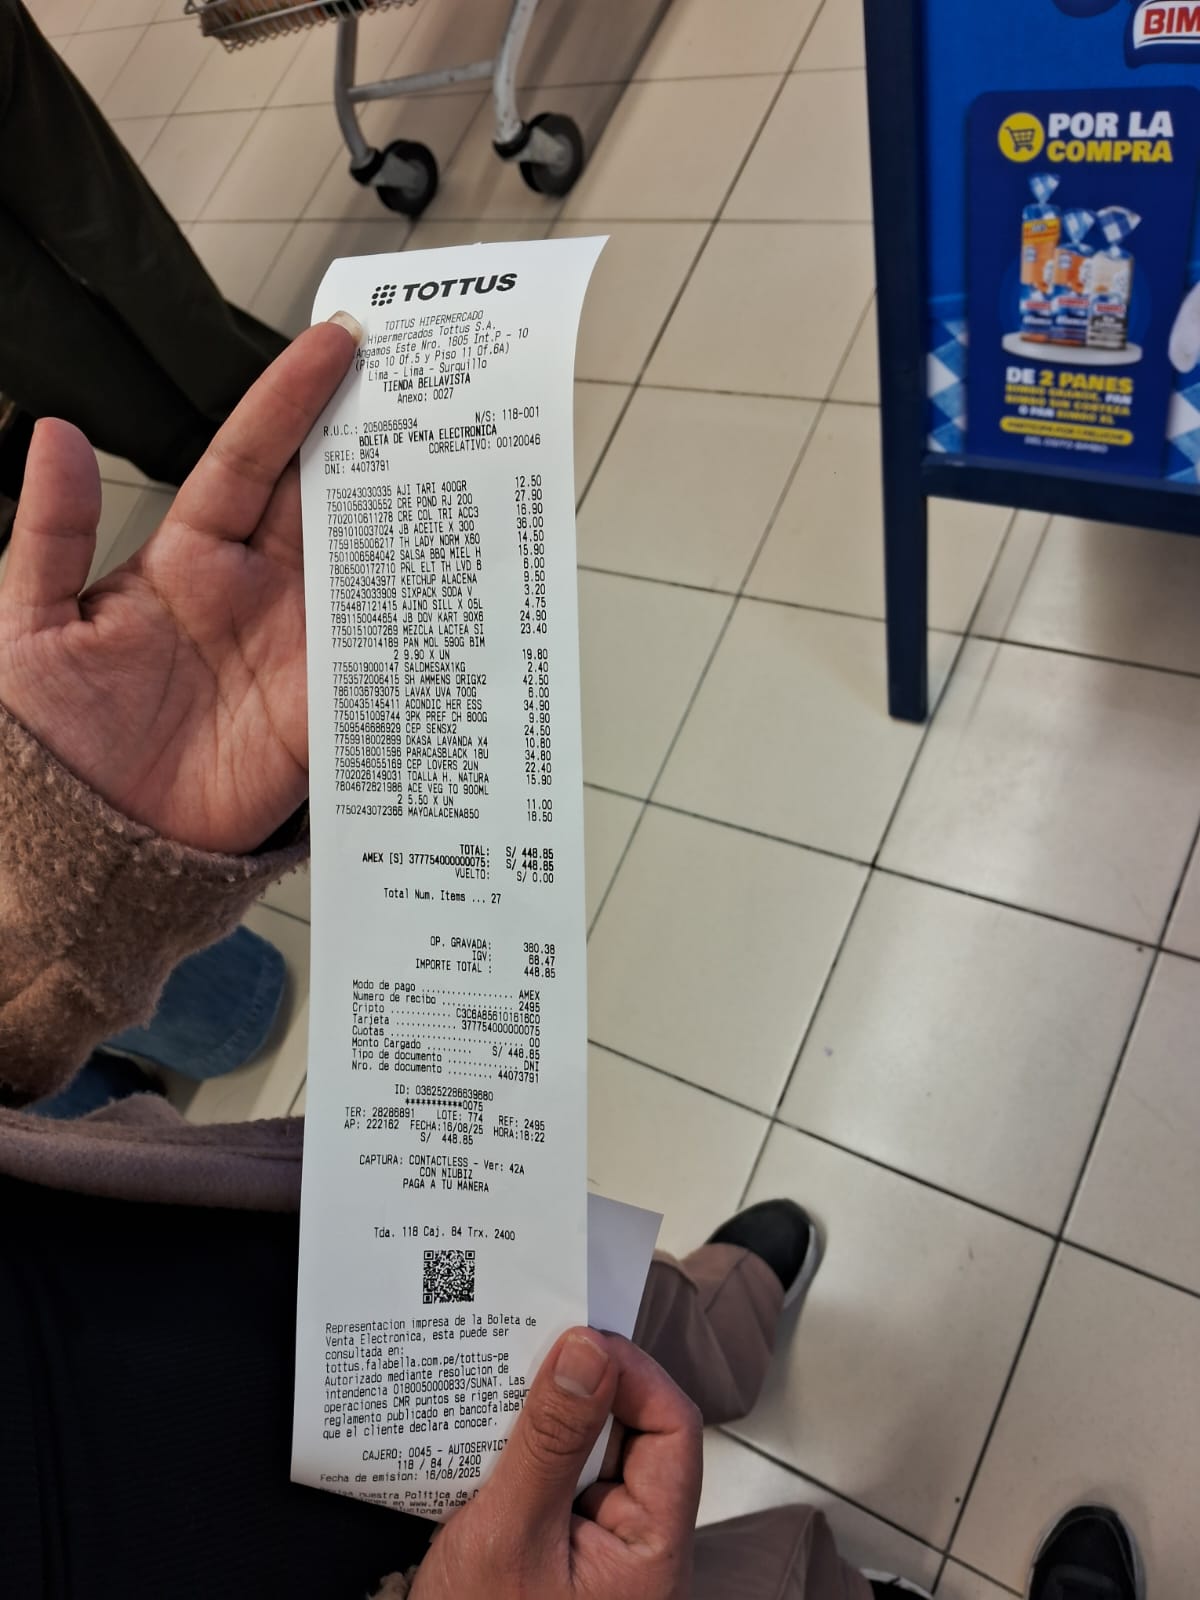 TOTTUS
TOTTUS HIPERMERCADO
Hipermercados Tottus S.A.
Angamos Este Nro. 1805 Int.P - 10
(Piso 10 Of.5 y Piso 11 Of.6A)
Lima - Lima - Surquillo
TIENDA BELLAVISTA
Anexo: 0027
R.U.C.: 20508565934 N/S: 118-001
BOLETA DE VENTA ELECTRONICA
SERIE: BW34 CORRELATIVO: 00120046
DNI: 44073791
7750243030335 AJI TARI 400GR 12.50
7501056330552 CRE POND RJ 200 27.90
7702010611278 CRE COL TRI ACC3 16.90
7891010037024 JB ACEITE X 300 36.00
7759185006217 TH LADY NORM X60 14.50
7501006584042 SALSA BBQ MIEL H 15.90
7806500172710 PÑL ELT TH LVD B 6.00
7750243043977 KETCHUP ALACENA 9.50
7750243033909 SIXPACK SODA V 3.20
7754487121415 AJINO SILL X 05L 4.75
7891150044654 JB DOV KART 90X6 24.90
7750151007269 MEZCLA LACTEA SI 23.40
7750727014189 PAN MOL 590G BIM
2 9.90 X UN 19.80
7755019000147 SALDMESAX1KG 2.40
7753572006415 SH AMMENS ORIGX2 42.50
7861036793075 LAVAX UVA 700G 6.00
7500435145411 ACONDIC HER ESS 34.90
7750151009744 3PK PREF CH 800G 9.90
7509546686929 CEP SENSX2 24.50
7759918002899 DKASA LAVANDA X4 10.80
7750518001596 PARACASBLACK 18U 34.80
7509546055169 CEP LOVERS 2UN 22.40
7702026149031 TOALLA H. NATURA 15.90
7804672821986 ACE VEG TO 900ML
2 5.50 X UN 11.00
7750243072366 MAYOALACENA850 18.50
TOTAL: S/ 448.85
AMEX [S] 377754000000075: S/ 448.85
VUELTO: S/ 0.00
Total Num. Items ... 27
OP. GRAVADA: 380.38
IGV: 68.47
IMPORTE TOTAL : 448.85
Modo de pago .................. AMEX
Numero de recibo ............. 2495
Cripto ........... C3C6A856101616C0
Tarjeta ............ 377754000000075
Cuotas .......................... 00
Monto Cargado ......... S/ 448.85
Tipo de documento .............. DNI
Nro. de documento ......... 44073791
ID: 036252286639680
***********0075
TER: 28286891 LOTE: 774 REF: 2495
AP: 222162 FECHA:16/08/25 HORA:18:22
S/ 448.85
CAPTURA: CONTACTLESS - Ver: 42A
CON NIUBIZ
PAGA A TU MANERA
Tda. 118 Caj. 84 Trx. 2400
Representacion impresa de la Boleta de
Venta Electronica, esta puede ser
consultada en:
tottus.falabella.com.pe/tottus-pe
Autorizado mediante resolucion de
intendencia 0180050000833/SUNAT. Las
operaciones CMR puntos se rigen segun
reglamento publicado en bancofalabel
que el cliente declara conocer.
CAJERO: 0045 - AUTOSERVIC
118 / 84 / 2400
Fecha de emision: 16/08/2025
nuestra Politica de
en www.falabe
BIM
POR LA
COMPRA
DE 2 PANES
BIMBO GRANDE, PAN
BIMBO SIN CORTEZA
O PAN BIMBO XL